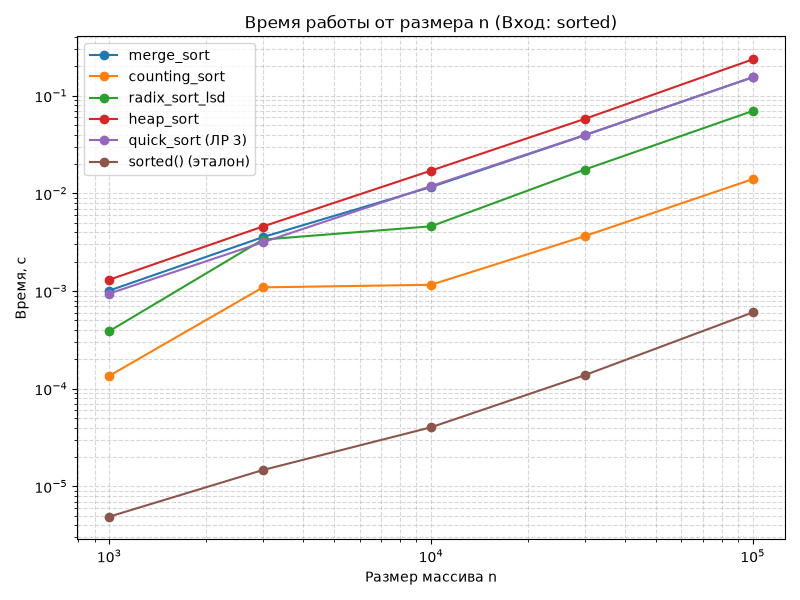 Время работы от размера n (Вход: sorted)
merge_sort
counting_sort
radix_sort_lsd
heap_sort
quick_sort (ЛР 3)
sorted() (эталон)
Время, с
10⁻¹
10⁻²
10⁻³
10⁻⁴
10⁻⁵
10³
10⁴
10⁵
Размер массива n